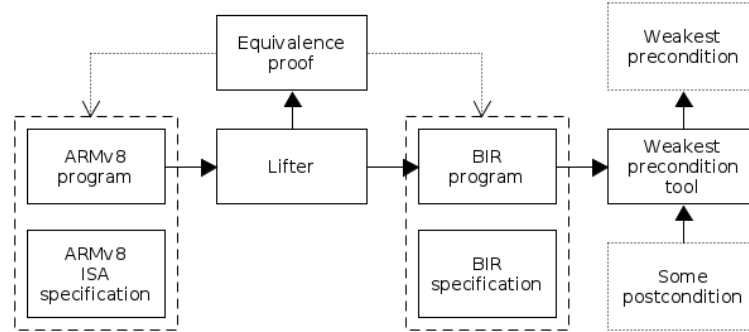 Equivalence
proof
Weakest
precondition
ARMv8
program
Lifter
BIR
program
Weakest
precondition
tool
ARMv8
ISA
specification
BIR
specification
Some
postcondition